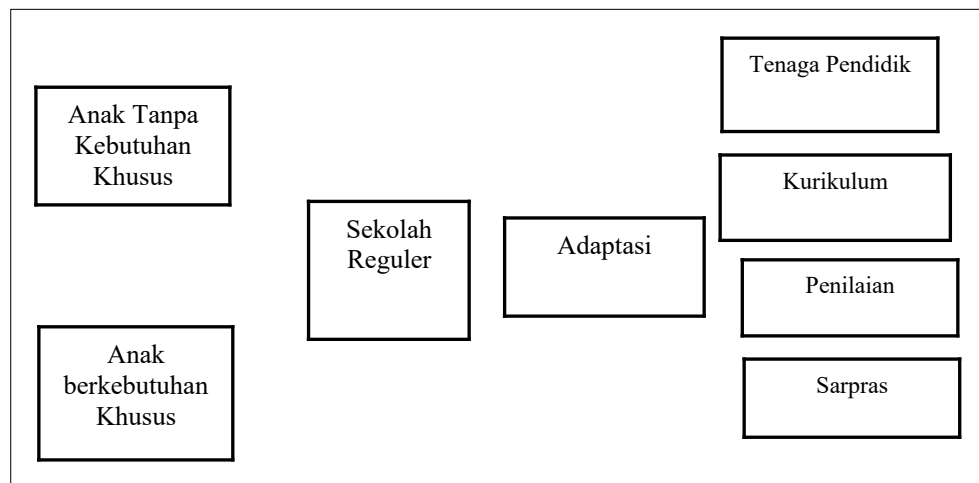 Anak Tanpa
Kebutuhan
Khusus
Anak
berkebutuhan
Khusus
Sekolah
Reguler
Adaptasi
Tenaga Pendidik
Kurikulum
Penilaian
Sarpras